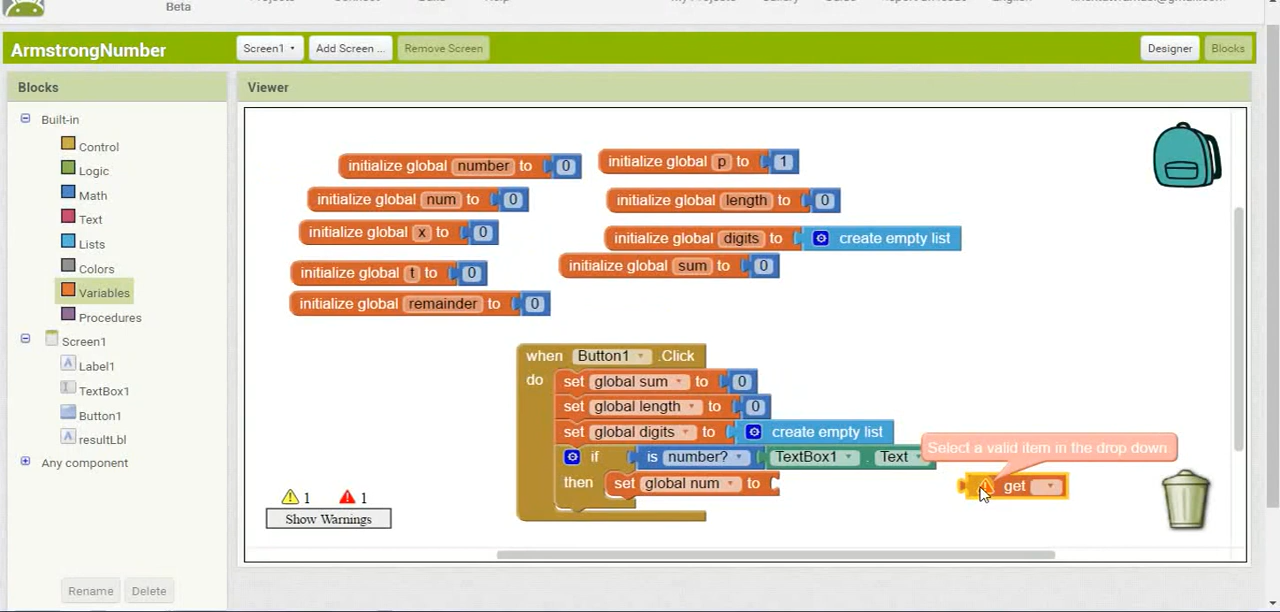 Beta
ArmstrongNumber
Screen1
Add Screen ...
Remove Screen
Designer
Blocks
Blocks
Viewer
Built-in
Control
Logic
Math
Text
Lists
Colors
Variables
Procedures
Screen1
Label1
TextBox1
Button1
resultLbl
Any component
Rename
Delete
initialize global number to 0
initialize global p to 1
initialize global num to 0
initialize global length to 0
initialize global x to 0
initialize global digits to create empty list
initialize global sum to 0
initialize global t to 0
initialize global remainder to 0
when Button1 .Click
do set global sum to 0
set global length to 0
set global digits to create empty list
if is number? TextBox1 . Text
then set global num to
Select a valid item in the drop down.
get
1 1
Show Warnings